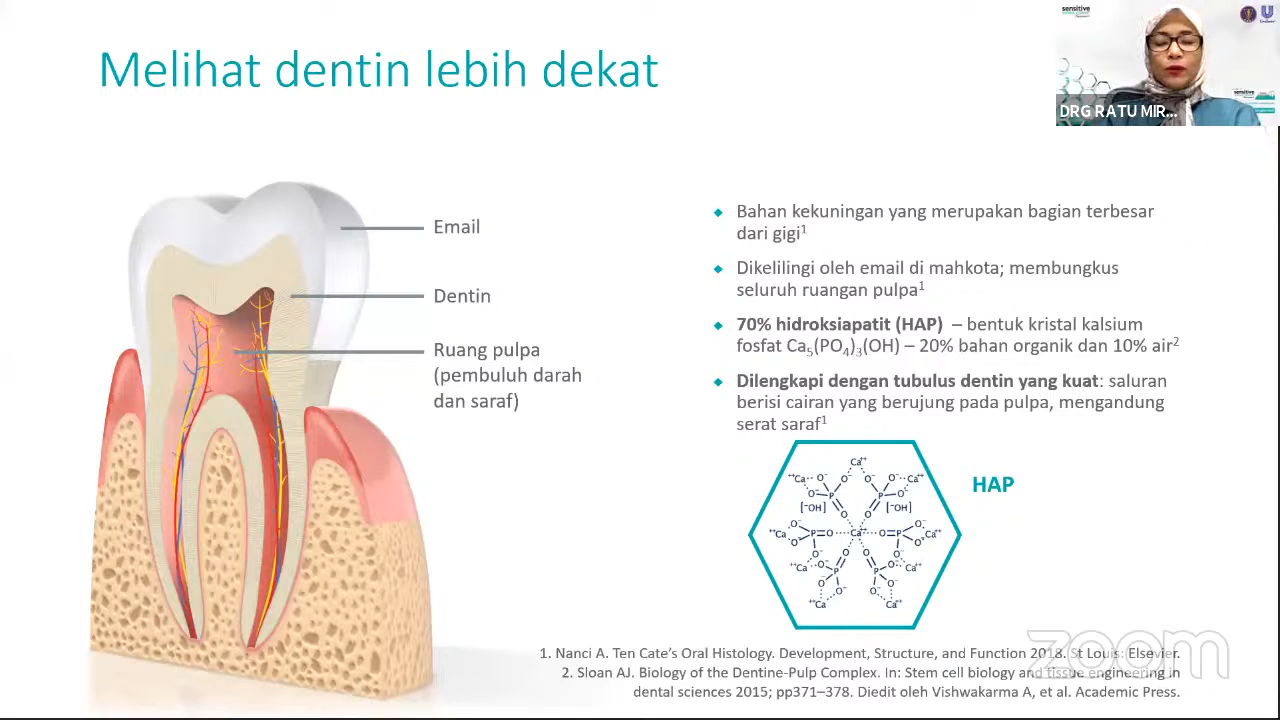 Melihat dentin lebih dekat
sensitive
DRG RATU MIR...
Email
Dentin
Ruang pulpa
(pembuluh darah
dan saraf)
Bahan kekuningan yang merupakan bagian terbesar
dari gigi¹
Dikelilingi oleh email di mahkota; membungkus
seluruh ruangan pulpa¹
70% hidroksiapatit (HAP) – bentuk kristal kalsium
fosfat Ca₅(PO₄)₃(OH) – 20% bahan organik dan 10% air²
Dilengkapi dengan tubulus dentin yang kuat: saluran
berisi cairan yang berujung pada pulpa, mengandung
serat saraf¹
HAP
1. Nanci A. Ten Cate's Oral Histology. Development, Structure, and Function 2018. St Louis: Elsevier.
2. Sloan AJ. Biology of the Dentine-Pulp Complex. In: Stem cell biology and tissue engineering in
dental sciences 2015; pp371–378. Diedit oleh Vishwakarma A, et al. Academic Press.
zoom